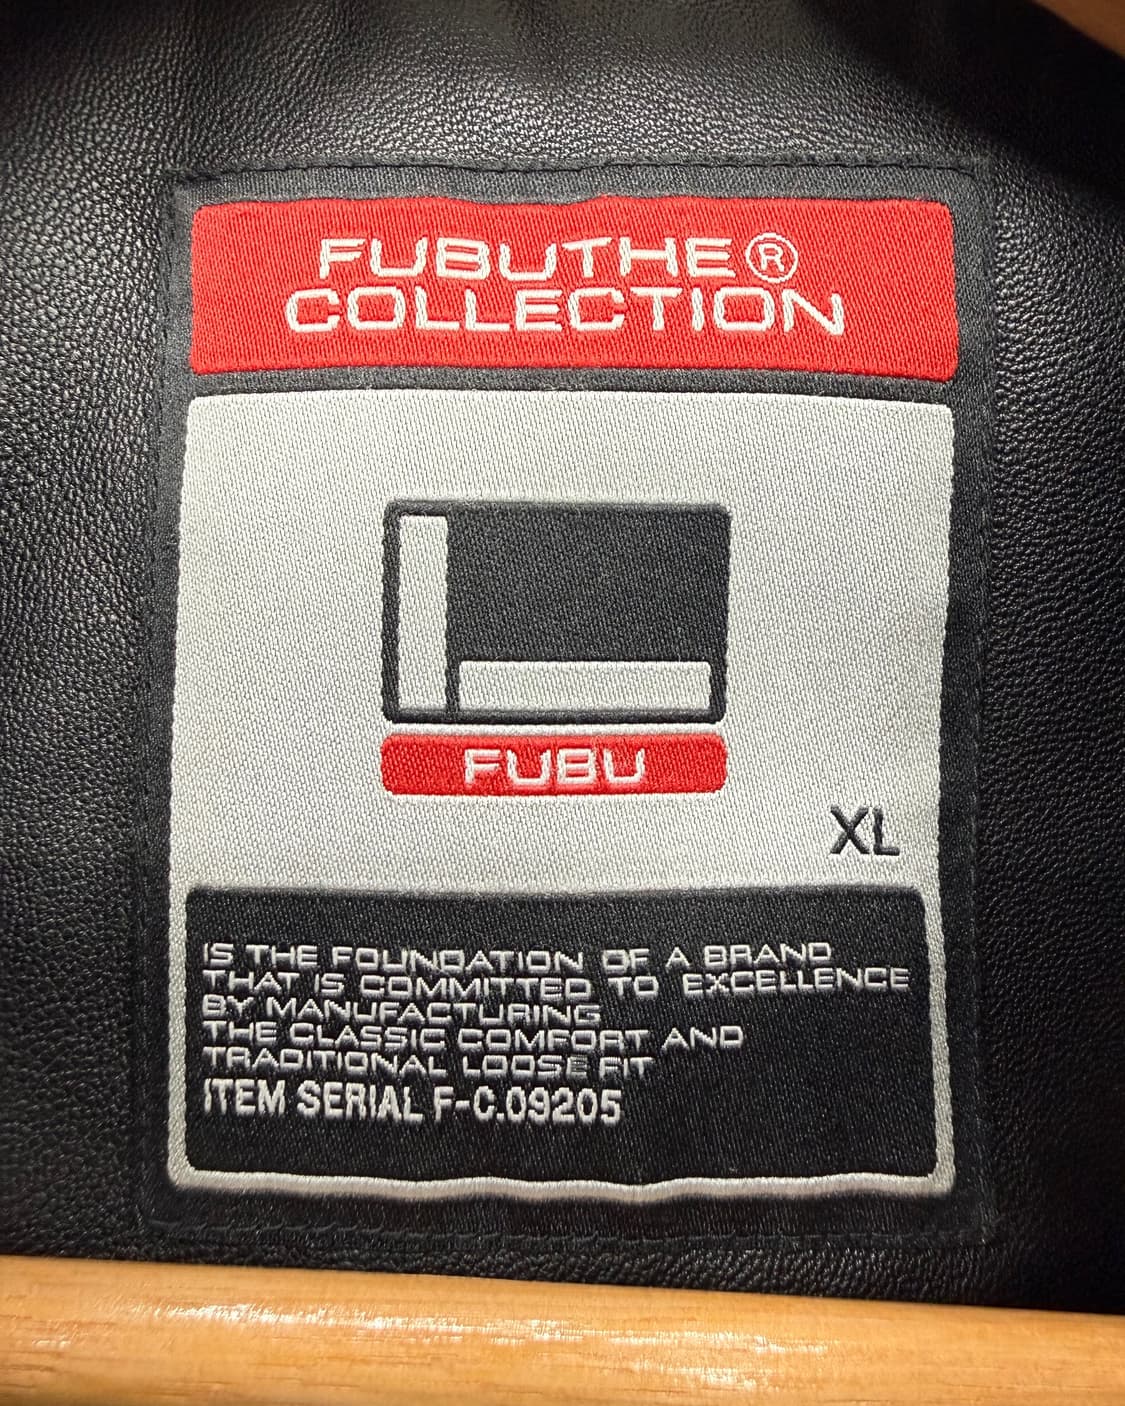 FUBUTHE®
COLLECTION
FUBU
XL
IS THE FOUNDATION OF A BRAND
THAT IS COMMITTED TO EXCELLENCE
BY MANUFACTURING
THE CLASSIC COMFORT AND
TRADITIONAL LOOSE FIT
ITEM SERIAL F-C.09205